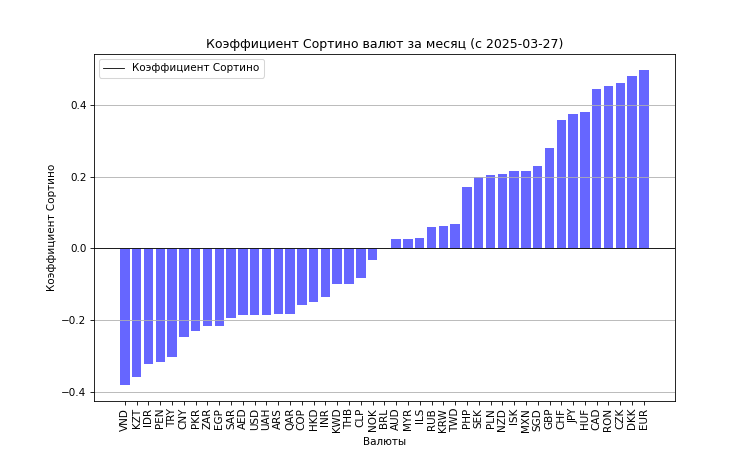 Коэффициент Сортино валют за месяц (с 2025-03-27)
Коэффициент Сортино
Коэффициент Сортино
0.4
0.2
0.0
−0.2
−0.4
VND KZT IDR PEN TRY CNY PKR ZAR EGP SAR AED USD UAH ARS QAR COP HKD INR KWD THB CLP NOK BRL AUD MYR ILS RUB KRW TWD PHP SEK PLN NZD ISK MXN SGD GBP CHF JPY HUF CAD RON CZK DKK EUR
Валюты